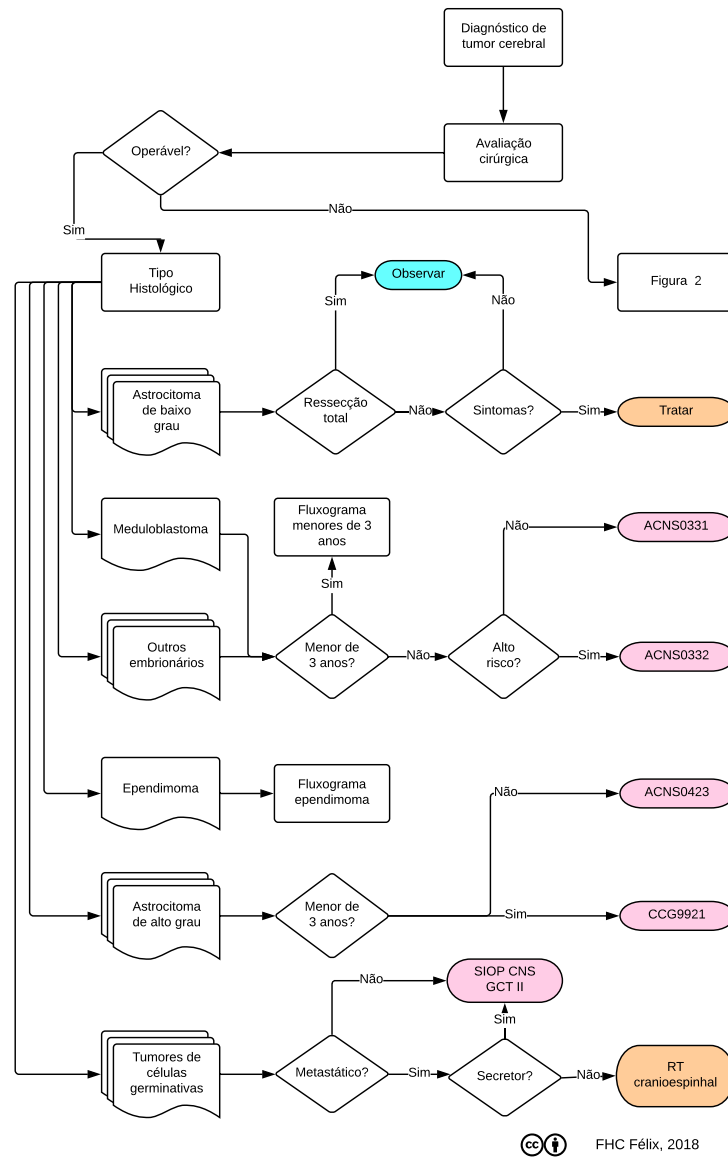 Diagnóstico de
tumor cerebral
Operável?
Avaliação
cirúrgica
Não
Sim
Tipo
Histológico
Observar
Figura 2
Sim
Não
Astrocitoma
de baixo
grau
Ressecção
total
Não
Sintomas?
Sim
Tratar
Meduloblastoma
Fluxograma
menores de 3
anos
Não
ACNS0331
Sim
Outros
embrionários
Menor de
3 anos?
Não
Alto
risco?
Sim
ACNS0332
Ependimoma
Fluxograma
ependimoma
Não
ACNS0423
Astrocitoma
de alto grau
Menor de
3 anos?
Sim
CCG9921
Não
SIOP CNS
GCT II
Sim
Tumores de
células
germinativas
Metastático?
Sim
Secretor?
Não
RT
cranioespinhal
cc
FHC Félix, 2018